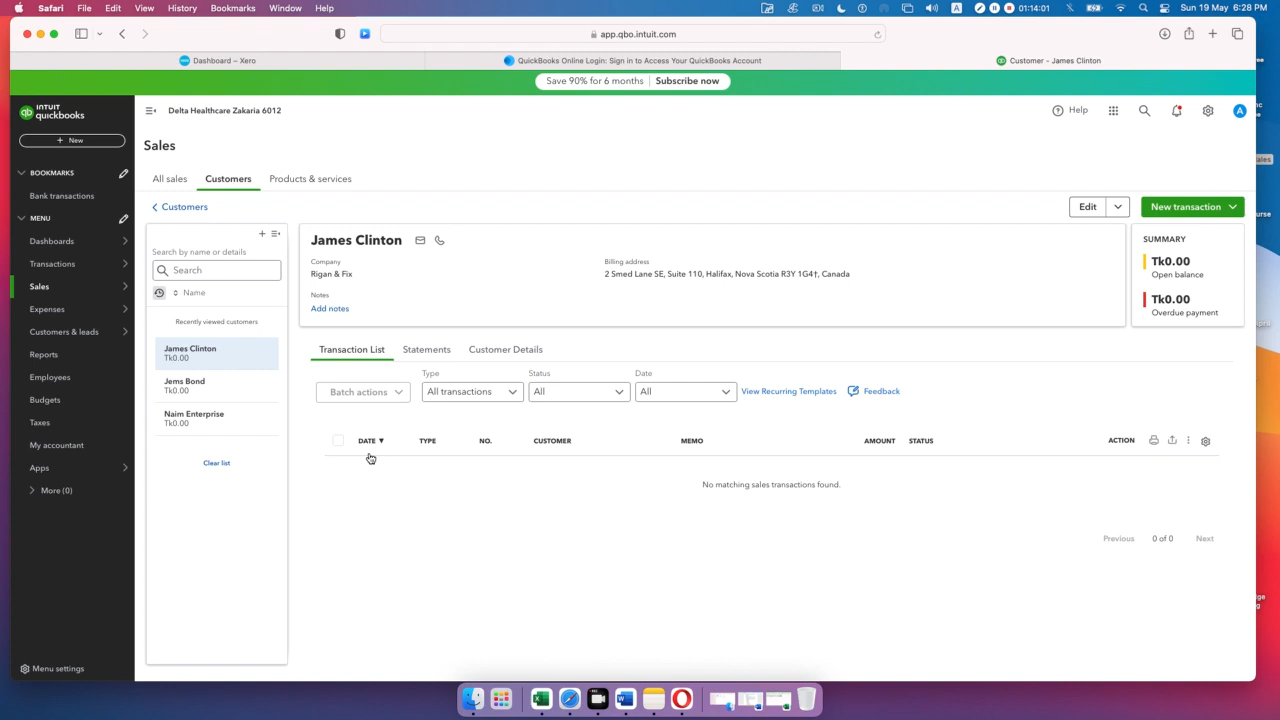 Safari File Edit View History Bookmarks Window Help
A
01:14:01
Sun 19 May 6:28 PM
app.qbo.intuit.com
Dashboard – Xero
QuickBooks Online Login: Sign in to Access Your QuickBooks Account
Customer - James Clinton
Save 90% for 6 months Subscribe now
INTUIT
quickbooks
Delta Healthcare Zakaria 6012
Help
A
+ New
Sales
BOOKMARKS
Bank transactions
MENU
Dashboards
Transactions
Sales
Expenses
Customers & leads
Reports
Employees
Budgets
Taxes
My accountant
Apps
More (0)
Menu settings
All sales Customers Products & services
Customers
Edit
New transaction
Search by name or details
Search
Name
Recently viewed customers
James Clinton
Tk0.00
Jems Bond
Tk0.00
Naim Enterprise
Tk0.00
Clear list
James Clinton
Company
Rigan & Fix
Billing address
2 Smed Lane SE, Suite 110, Halifax, Nova Scotia R3Y 1G4†, Canada
Notes
Add notes
SUMMARY
Tk0.00
Open balance
Tk0.00
Overdue payment
Transaction List Statements Customer Details
Type Status Date
Batch actions All transactions All All View Recurring Templates Feedback
DATE ▼ TYPE NO. CUSTOMER MEMO AMOUNT STATUS ACTION
No matching sales transactions found.
Previous 0 of 0 Next